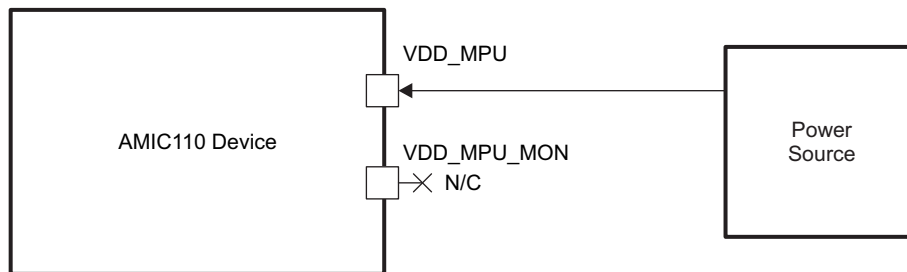 VDD_MPU
AMIC110 Device
Power
Source
VDD_MPU_MON
N/C